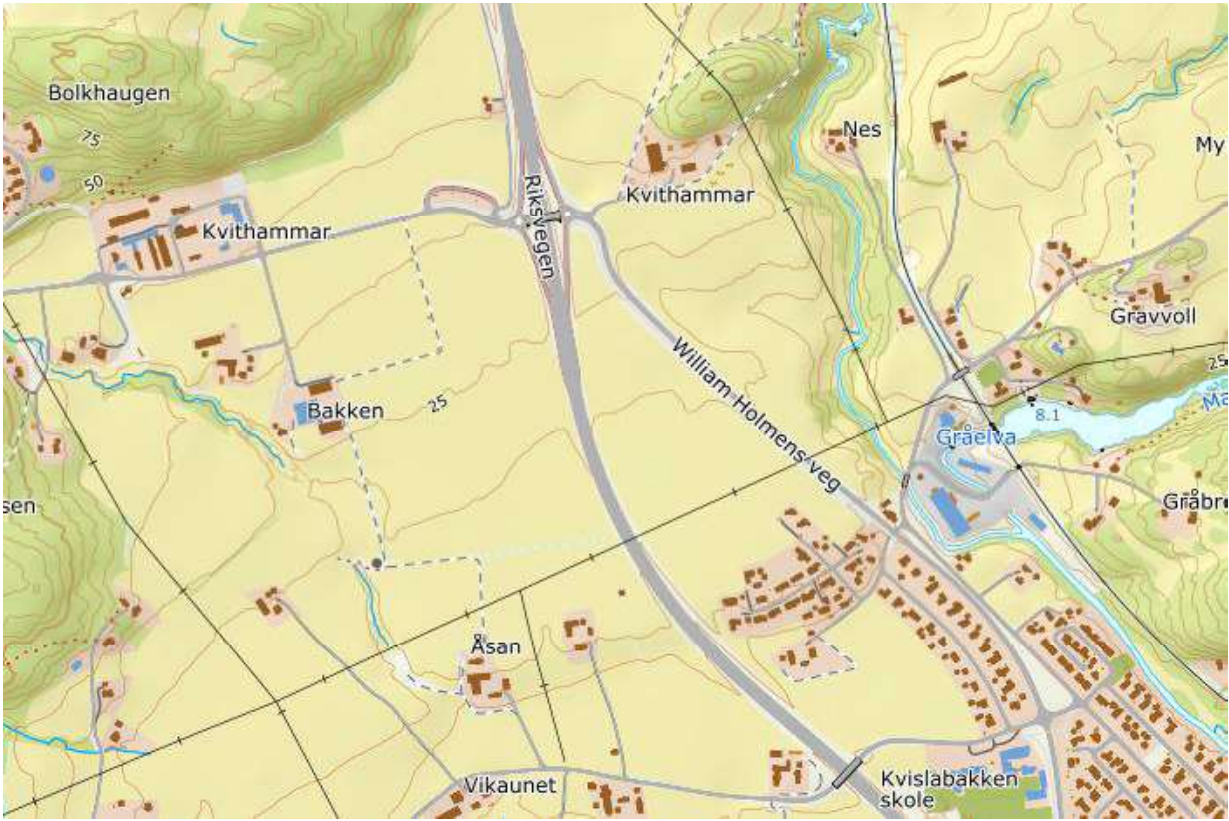 Bolkhaugen
75
50
Nes
My
Kvithammar
Kvithammar
Riksvegen
Gravvoll
William Holmens veg
25
Bakken
25
Ma
8.1
Gråelva
sen
Gråbr
Åsan
Vikaunet
Kvislabakken
skole